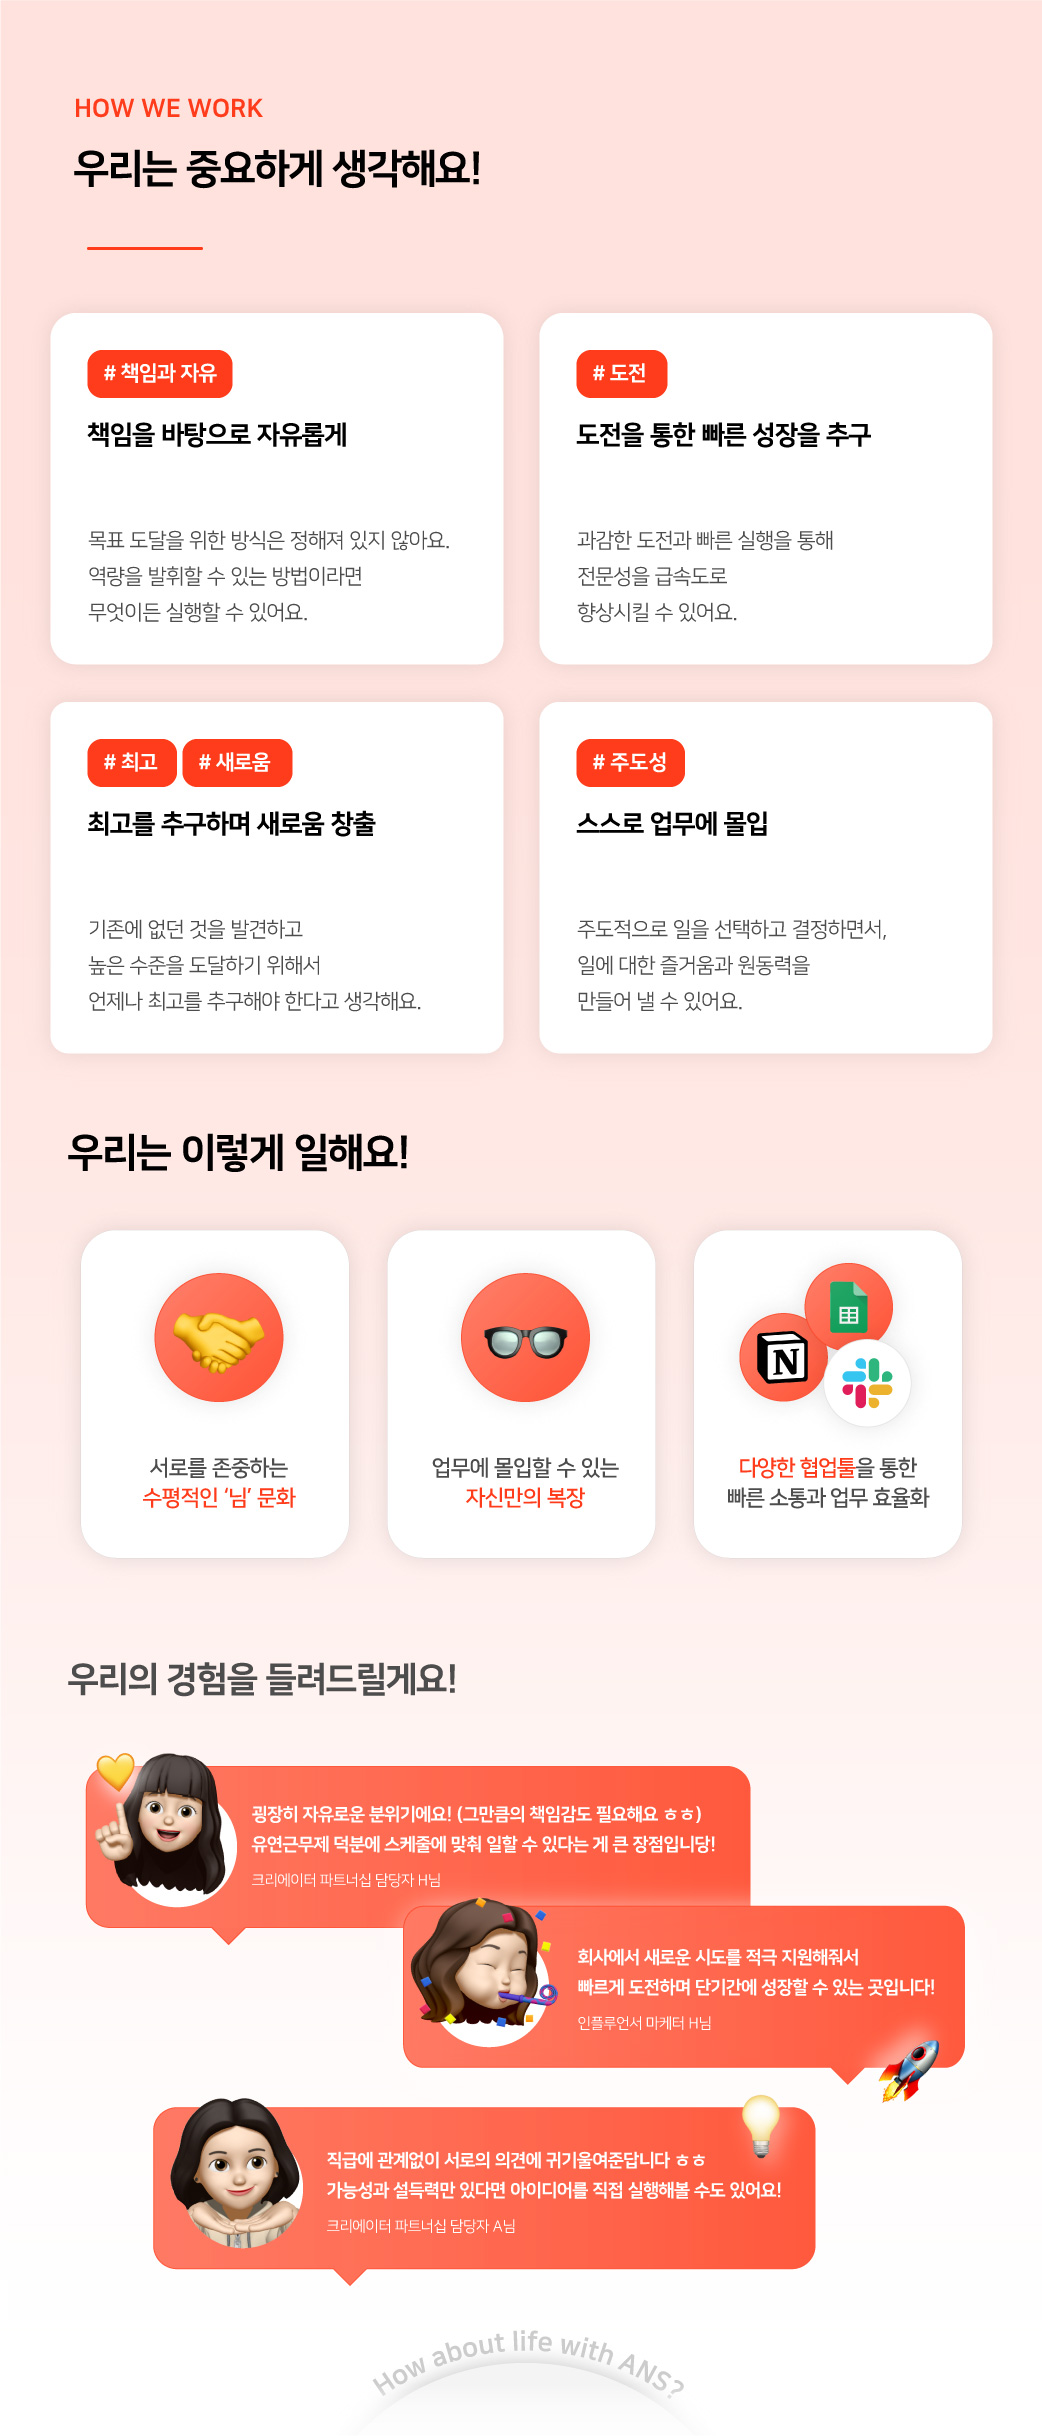 HOW WE WORK
우리는 중요하게 생각해요!
# 책임과 자유
책임을 바탕으로 자유롭게
목표 도달을 위한 방식은 정해져 있지 않아요.
역량을 발휘할 수 있는 방법이라면
무엇이든 실행할 수 있어요.
# 도전
도전을 통한 빠른 성장을 추구
과감한 도전과 빠른 실행을 통해
전문성을 급속도로
향상시킬 수 있어요.
# 최고 # 새로움
최고를 추구하며 새로움 창출
기존에 없던 것을 발견하고
높은 수준을 도달하기 위해서
언제나 최고를 추구해야 한다고 생각해요.
# 주도성
스스로 업무에 몰입
주도적으로 일을 선택하고 결정하면서,
일에 대한 즐거움과 원동력을
만들어 낼 수 있어요.
우리는 이렇게 일해요!
서로를 존중하는
수평적인 ‘님’ 문화
업무에 몰입할 수 있는
자신만의 복장
N
다양한 협업툴을 통한
빠른 소통과 업무 효율화
우리의 경험을 들려드릴게요!
굉장히 자유로운 분위기에요! (그만큼의 책임감도 필요해요 ㅎㅎ)
유연근무제 덕분에 스케줄에 맞춰 일할 수 있다는 게 큰 장점입니당!
크리에이터 파트너십 담당자 H님
회사에서 새로운 시도를 적극 지원해줘서
빠르게 도전하며 단기간에 성장할 수 있는 곳입니다!
인플루언서 마케터 H님
직급에 관계없이 서로의 의견에 귀기울여준답니다 ㅎㅎ
가능성과 설득력만 있다면 아이디어를 직접 실행해볼 수도 있어요!
크리에이터 파트너십 담당자 A님
How about life with ANS?